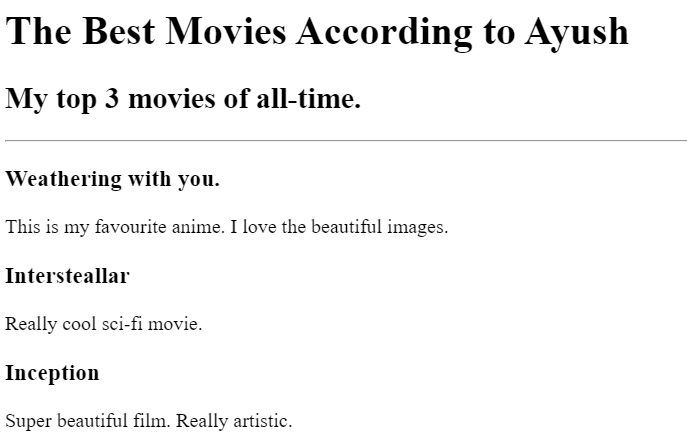 The Best Movies According to Ayush
My top 3 movies of all-time.
Weathering with you.
This is my favourite anime. I love the beautiful images.
Intersteallar
Really cool sci-fi movie.
Inception
Super beautiful film. Really artistic.